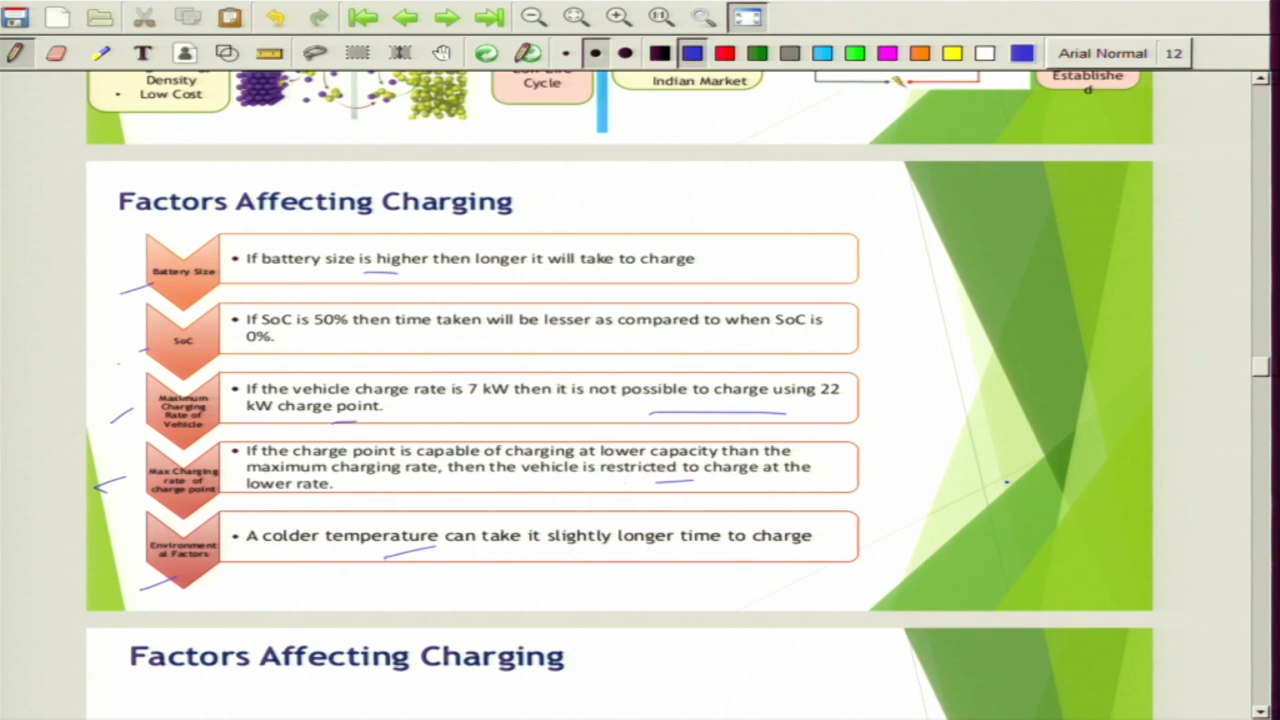 Arial Normal 12
Density
• Low Cost
Cycle
Indian Market
Establishe
d
Factors Affecting Charging
Battery Size
• If battery size is higher then longer it will take to charge
SoC
• If SoC is 50% then time taken will be lesser as compared to when SoC is
0%.
Maximum
Charging
Rate of
Vehicle
• If the vehicle charge rate is 7 kW then it is not possible to charge using 22
kW charge point.
Max Charging
rate of
charge point
• If the charge point is capable of charging at lower capacity than the
maximum charging rate, then the vehicle is restricted to charge at the
lower rate.
Environment
al Factors
• A colder temperature can take it slightly longer time to charge
Factors Affecting Charging